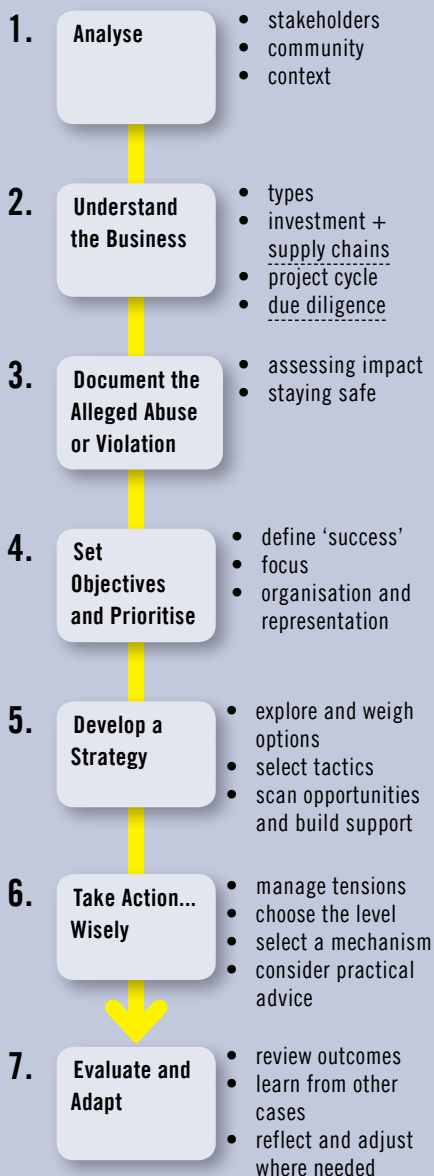 1.
Analyse
• stakeholders
• community
• context
2.
Understand
the Business
• types
• investment +
supply chains
• project cycle
• due diligence
3.
Document the
Alleged Abuse
or Violation
• assessing impact
• staying safe
4.
Set
Objectives
and Prioritise
• define ‘success’
• focus
• organisation and
representation
5.
Develop a
Strategy
• explore and weigh
options
• select tactics
• scan opportunities
and build support
6.
Take Action...
Wisely
• manage tensions
• choose the level
• select a mechanism
• consider practical
advice
7.
Evaluate and
Adapt
• review outcomes
• learn from other
cases
• reflect and adjust
where needed